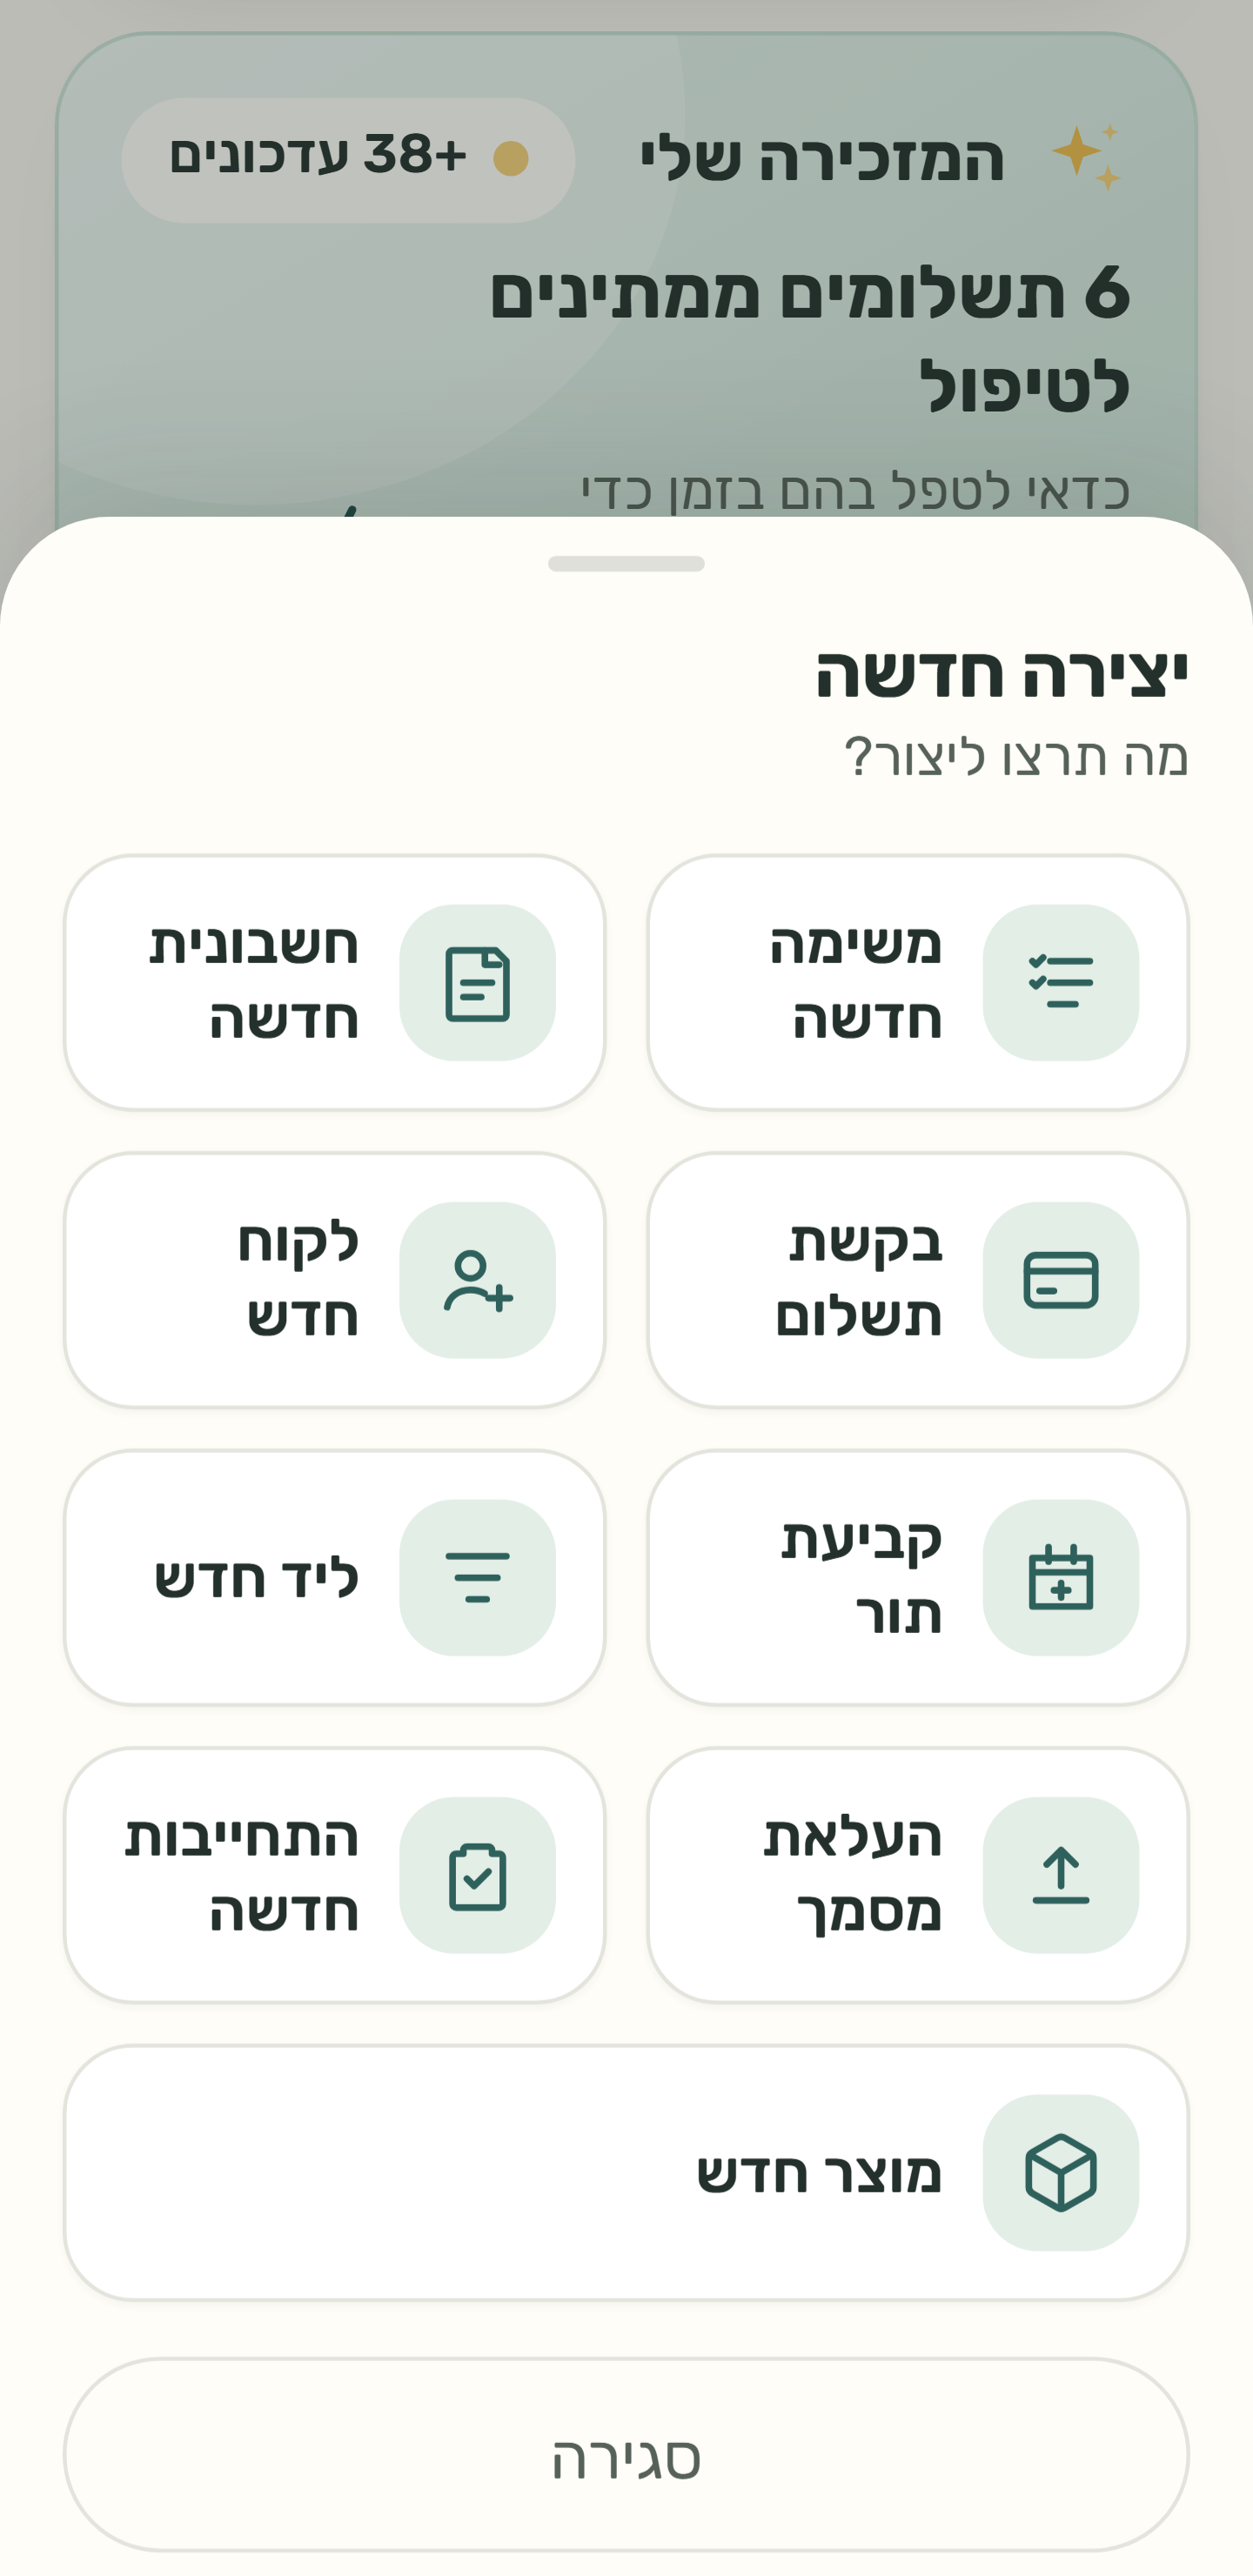 המזכירה שלי
+38 עדכונים
6 תשלומים ממתינים
לטיפול
כדאי לטפל בהם בזמן כדי
יצירה חדשה
מה תרצו ליצור?
משימה
חדשה
חשבונית
חדשה
בקשת
תשלום
לקוח
חדש
קביעת
תור
ליד חדש
העלאת
מסמך
התחייבות
חדשה
מוצר חדש
סגירה